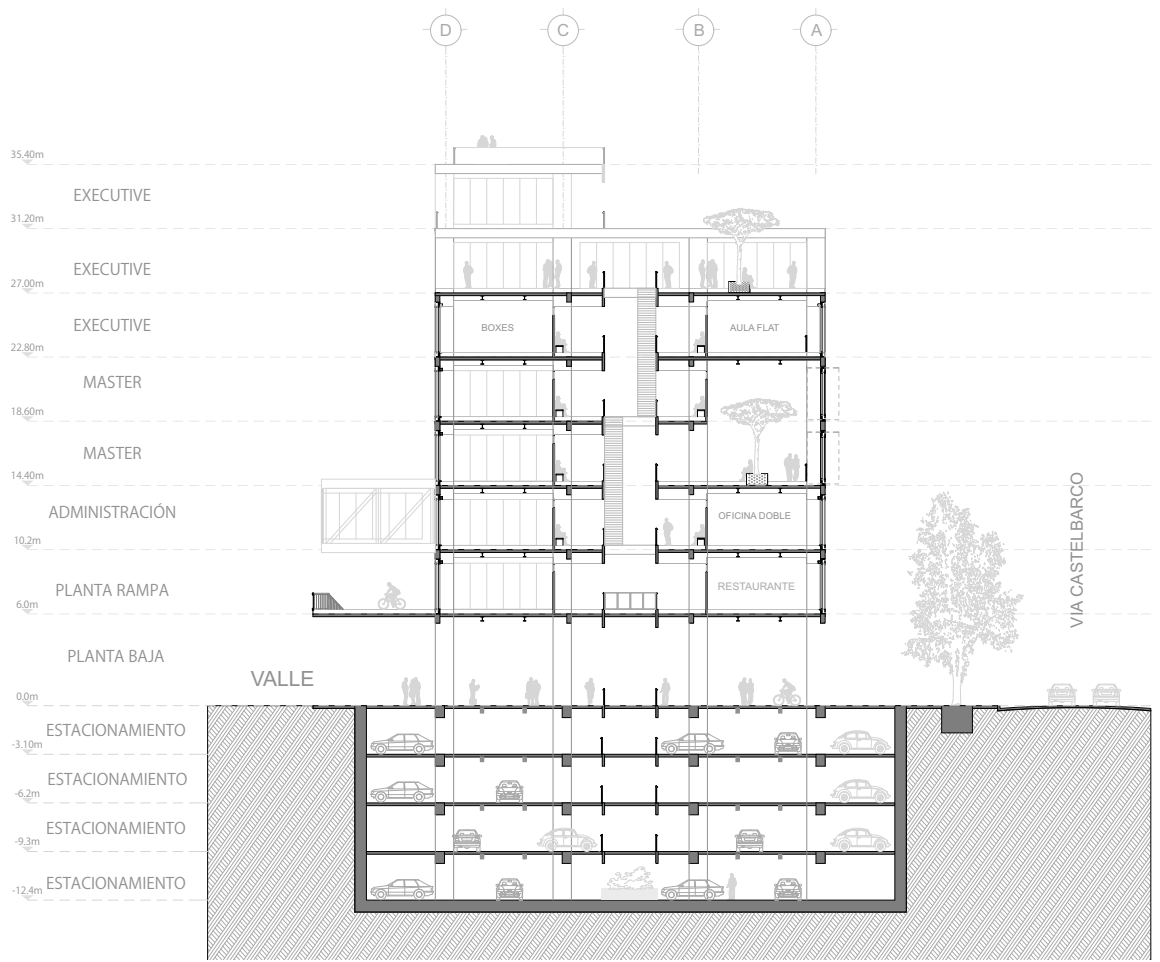 D C B A
35.40m
EXECUTIVE
31.20m
EXECUTIVE
27.00m
EXECUTIVE
BOXES
AULA FLAT
22.80m
MASTER
18.60m
MASTER
14.40m
ADMINISTRACIÓN
OFICINA DOBLE
10.2m
PLANTA RAMPA
RESTAURANTE
6.0m
PLANTA BAJA
VALLE
VIA CASTELBARCO
0.0m
ESTACIONAMIENTO
-3.10m
ESTACIONAMIENTO
-6.2m
ESTACIONAMIENTO
-9.3m
ESTACIONAMIENTO
-12.4m